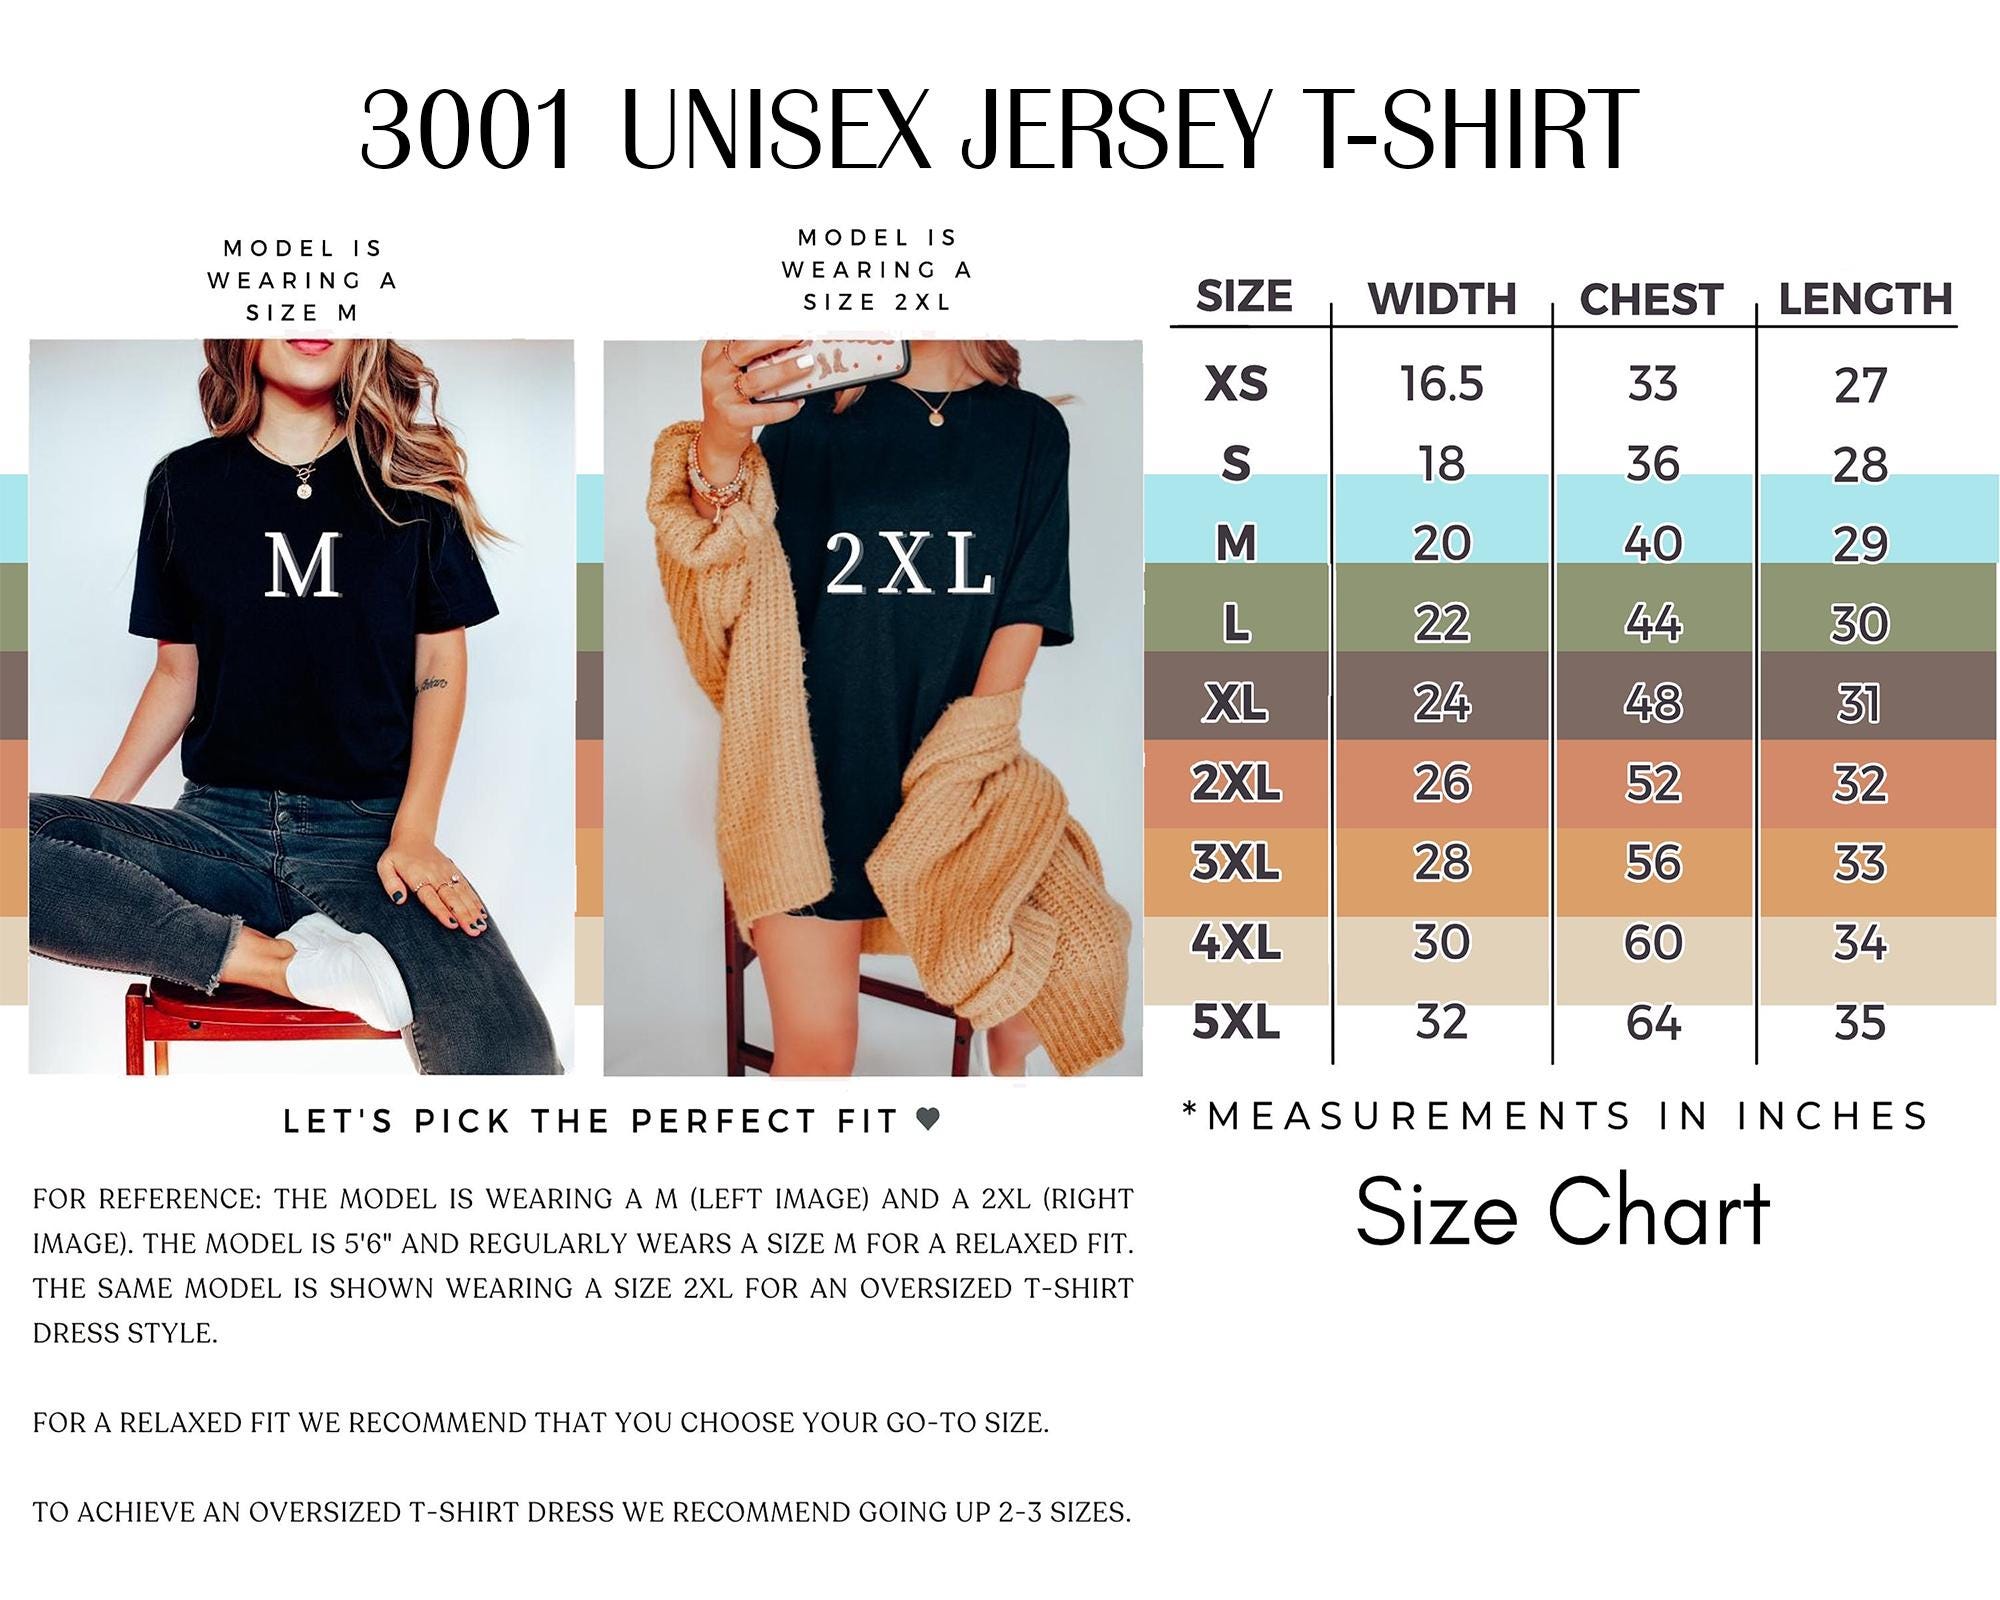 3001 UNISEX JERSEY T-SHIRT
MODEL IS
WEARING A
SIZE M
MODEL IS
WEARING A
SIZE 2XL
M
2XL
SIZE WIDTH CHEST LENGTH
XS 16.5 33 27
S 18 36 28
M 20 40 29
L 22 44 30
XL 24 48 31
2XL 26 52 32
3XL 28 56 33
4XL 30 60 34
5XL 32 64 35
*MEASUREMENTS IN INCHES
Size Chart
LET'S PICK THE PERFECT FIT ♥
FOR REFERENCE: THE MODEL IS WEARING A M (LEFT IMAGE) AND A 2XL (RIGHT
IMAGE). THE MODEL IS 5'6" AND REGULARLY WEARS A SIZE M FOR A RELAXED FIT.
THE SAME MODEL IS SHOWN WEARING A SIZE 2XL FOR AN OVERSIZED T-SHIRT
DRESS STYLE.
FOR A RELAXED FIT WE RECOMMEND THAT YOU CHOOSE YOUR GO-TO SIZE.
TO ACHIEVE AN OVERSIZED T-SHIRT DRESS WE RECOMMEND GOING UP 2-3 SIZES.